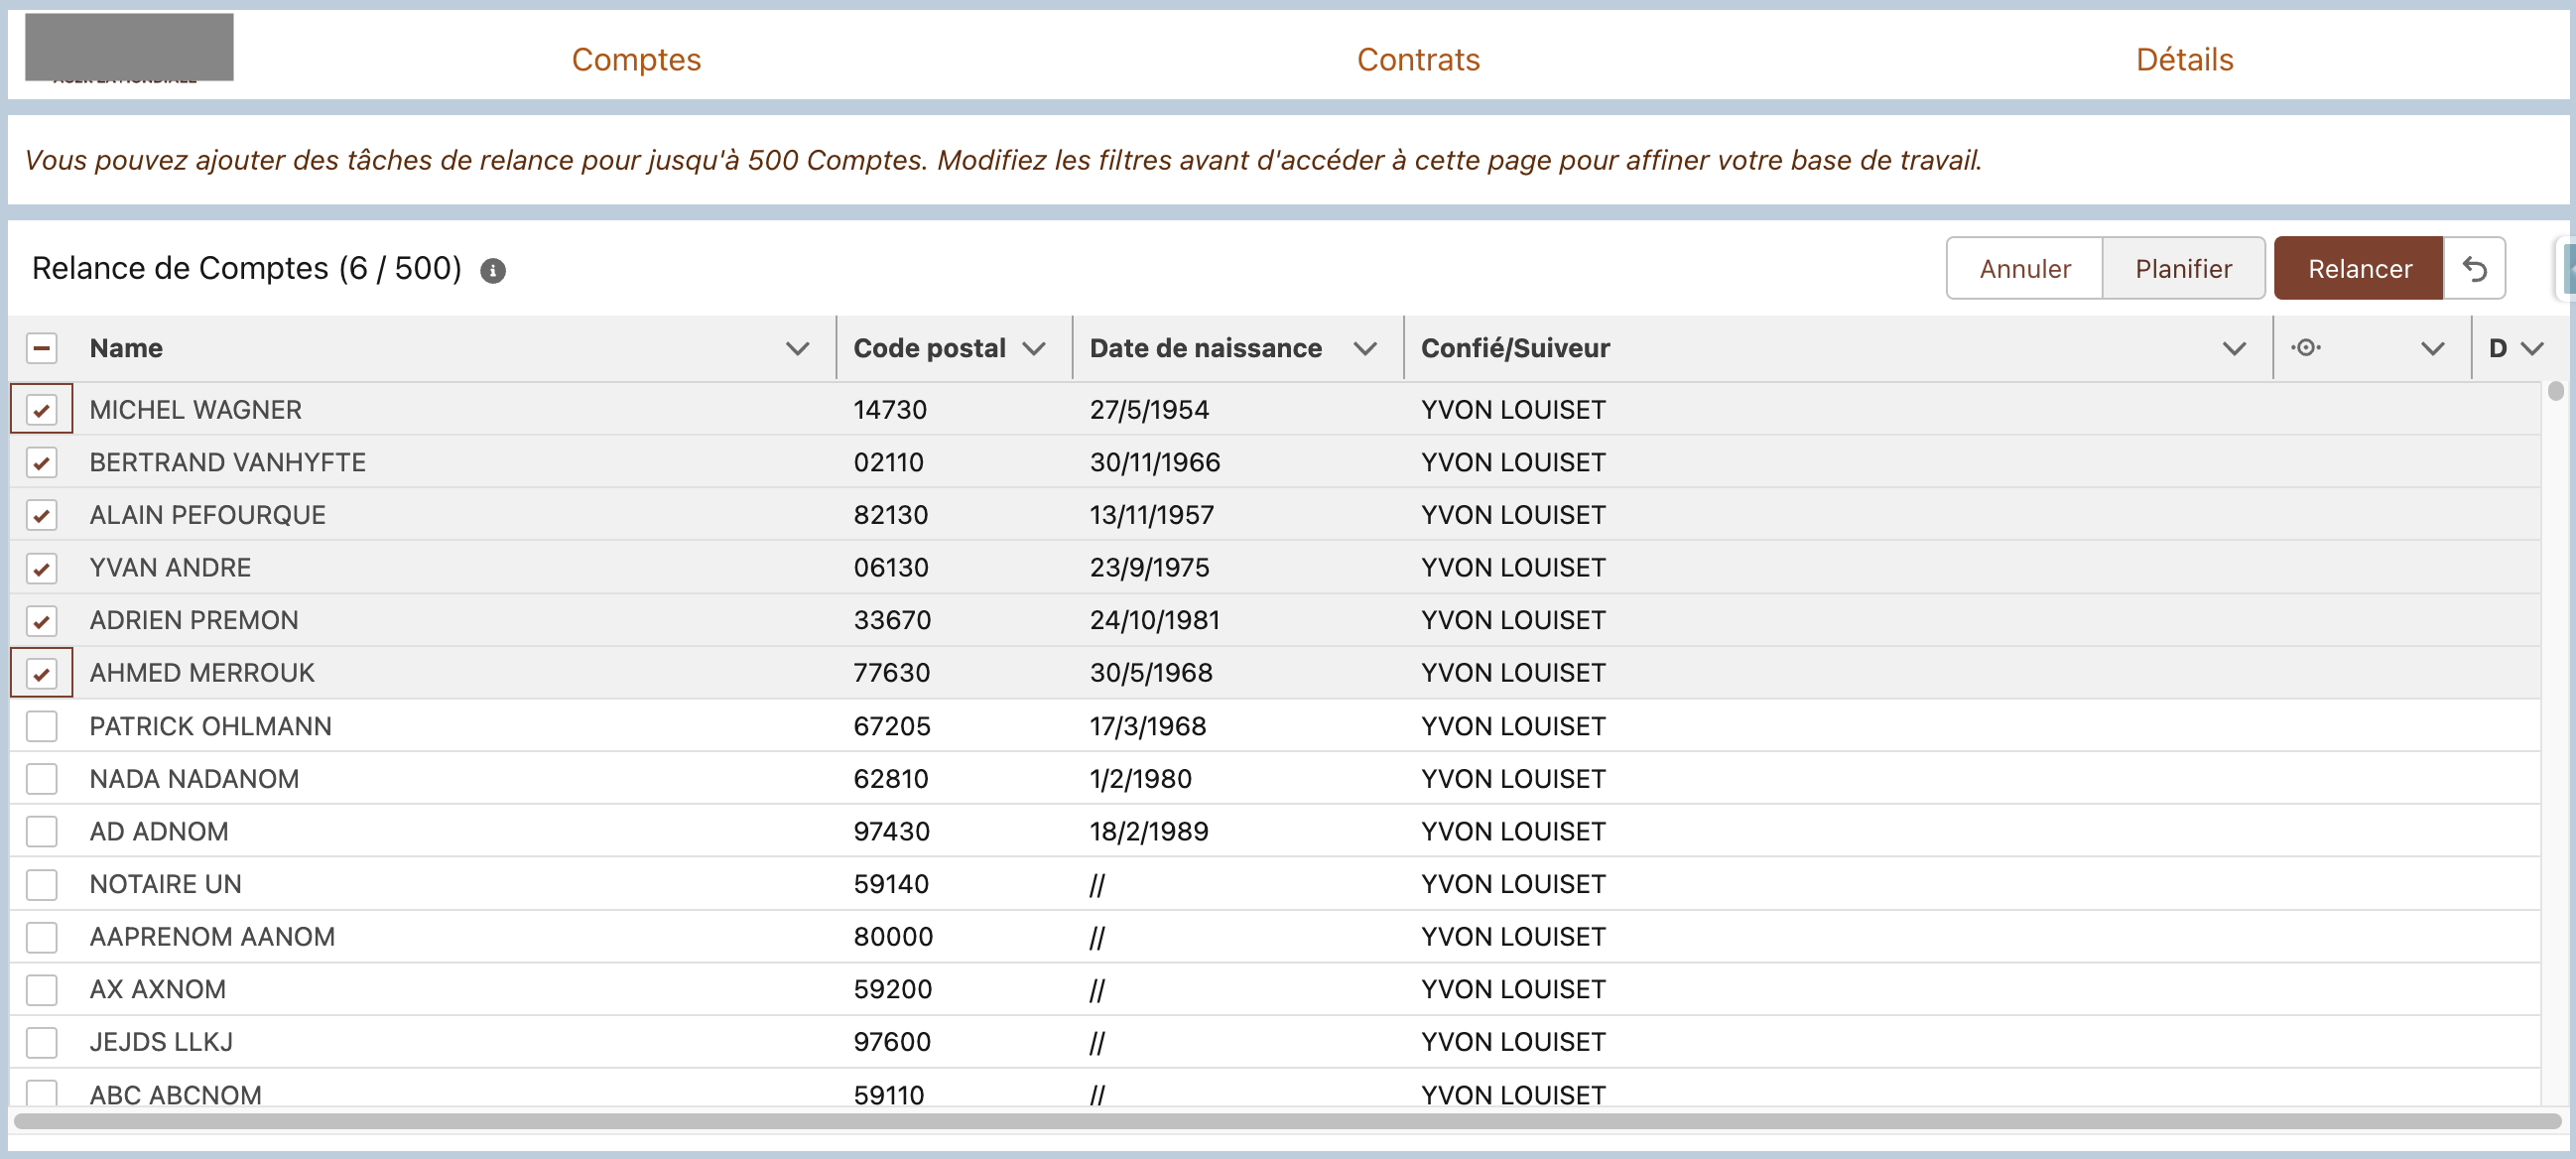 Comptes Contrats Détails
Vous pouvez ajouter des tâches de relance pour jusqu'à 500 Comptes. Modifiez les filtres avant d'accéder à cette page pour affiner votre base de travail.
Relance de Comptes (6 / 500) Annuler Planifier Relancer
Name Code postal Date de naissance Confié/Suiveur D
MICHEL WAGNER 14730 27/5/1954 YVON LOUISET
BERTRAND VANHYFTE 02110 30/11/1966 YVON LOUISET
ALAIN PEFOURQUE 82130 13/11/1957 YVON LOUISET
YVAN ANDRE 06130 23/9/1975 YVON LOUISET
ADRIEN PREMON 33670 24/10/1981 YVON LOUISET
AHMED MERROUK 77630 30/5/1968 YVON LOUISET
PATRICK OHLMANN 67205 17/3/1968 YVON LOUISET
NADA NADANOM 62810 1/2/1980 YVON LOUISET
AD ADNOM 97430 18/2/1989 YVON LOUISET
NOTAIRE UN 59140 // YVON LOUISET
AAPRENOM AANOM 80000 // YVON LOUISET
AX AXNOM 59200 // YVON LOUISET
JEJDS LLKJ 97600 // YVON LOUISET
ABC ABCNOM 59110 // YVON LOUISET